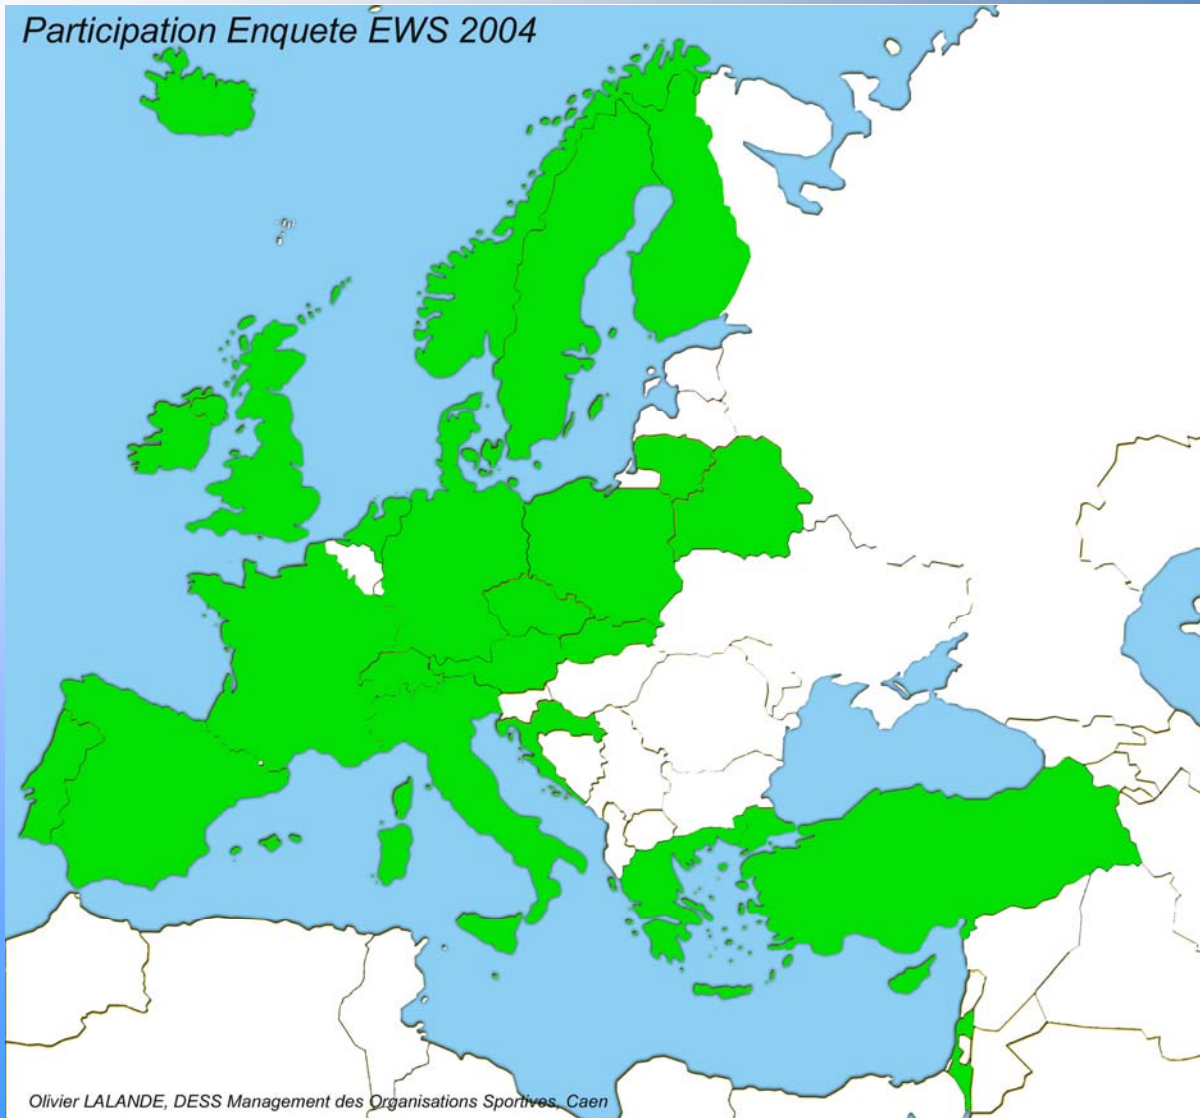 Participation Enquete EWS 2004
Olivier LALANDE, DESS Management des Organisations Sportives, Caen